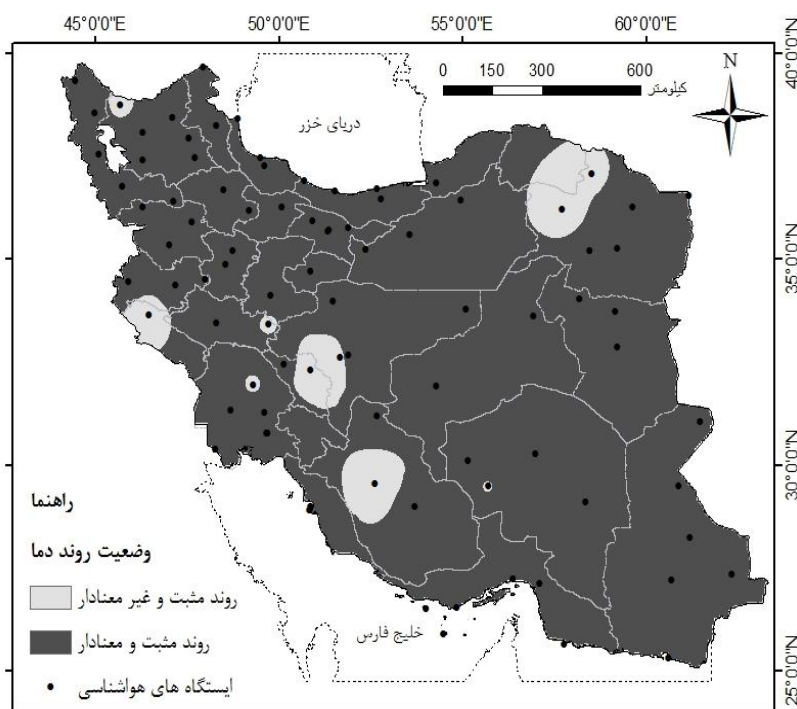 45°0'0"E 50°0'0"E 55°0'0"E 60°0'0"E
40°0'0"N
35°0'0"N
30°0'0"N
25°0'0"N
N
0 150 300 600
کیلومتر
دریای خزر
خلیج فارس
راهنما
وضعیت روند دما
روند مثبت و غیر معنادار
روند مثبت و معنادار
ایستگاه های هواشناسی